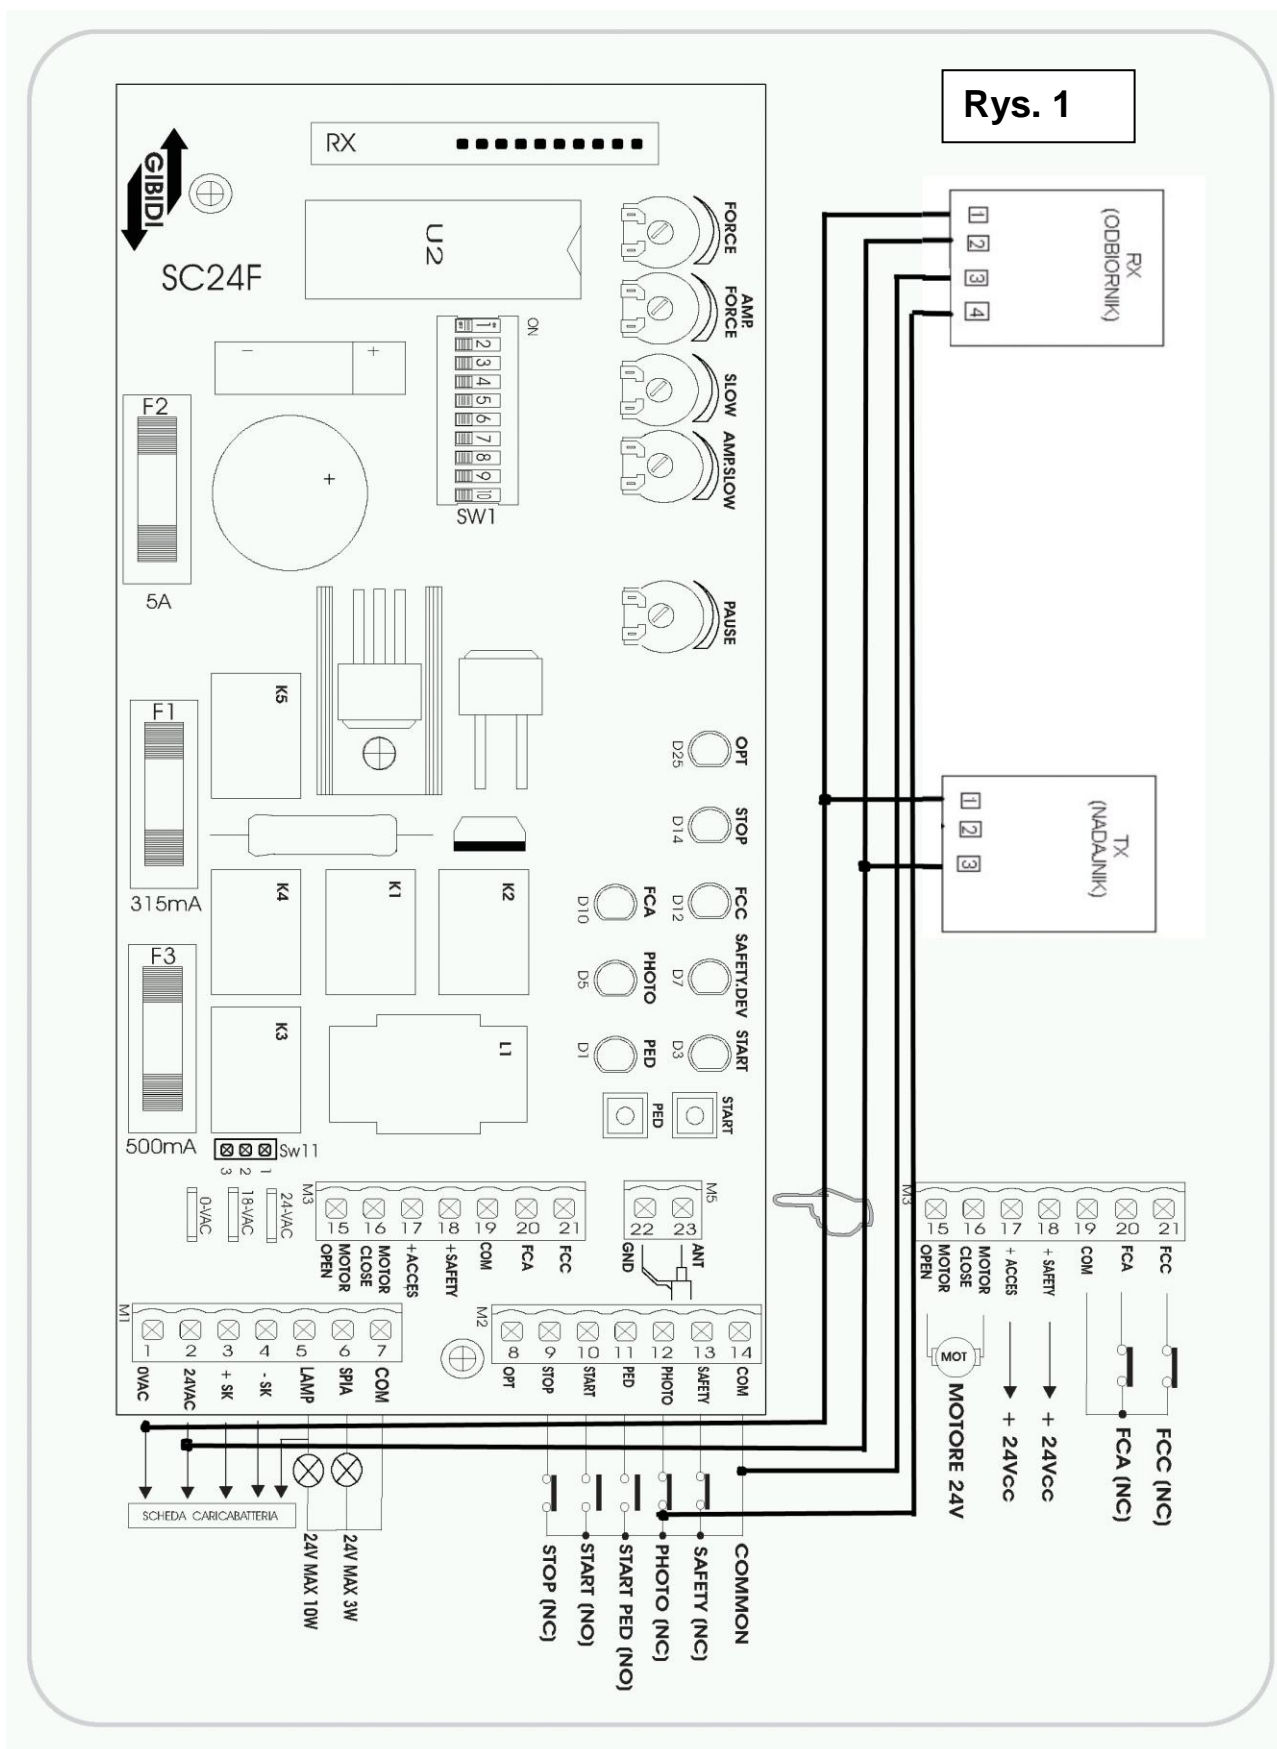 Rys. 1
RX
GIBIDI
SC24F
U2
FORCE
AMP. FORCE
SLOW
AMP.SLOW
PAUSE
ON
1
2
3
4
5
6
7
8
9
10
SW1
- +
F2
5A
+
F1
315mA
F3
500mA
K5
K4
K1
K2
K3
L1
D25 OPT
D14 STOP
D10 FCA
D12 FCC
D5 PHOTO
D7 SAFETY.DEV
D1 PED
D3 START
PED
START
Sw11
3 2 1
0-VAC
18-VAC
24-VAC
M3
15 16 17 18 19 20 21
MOTOR OPEN
MOTOR CLOSE
+ACCES
+SAFETY
COM
FCA
FCC
M5
22 23
GND
ANT
M1
1 2 3 4 5 6 7
0VAC
24VAC
+ SK
- SK
LAMP
SPIA
COM
M2
8 9 10 11 12 13 14
OPT
STOP
START
PED
PHOTO
SAFETY
COM
SCHEDA CARICABATTERIA
24V MAX 10W
24V MAX 3W
STOP (NC)
START (NO)
START PED (NO)
PHOTO (NC)
SAFETY (NC)
COMMON
1
2
3
4
RX
(ODBIORNIK)
1
2
3
TX
(NADAJNIK)
M3
15 16 17 18 19 20 21
MOTOR OPEN
MOTOR CLOSE
+ ACCES
+ SAFETY
COM
FCA
FCC
MOT
MOTORE 24V
+ 24Vcc
+ 24Vcc
FCA (NC)
FCC (NC)